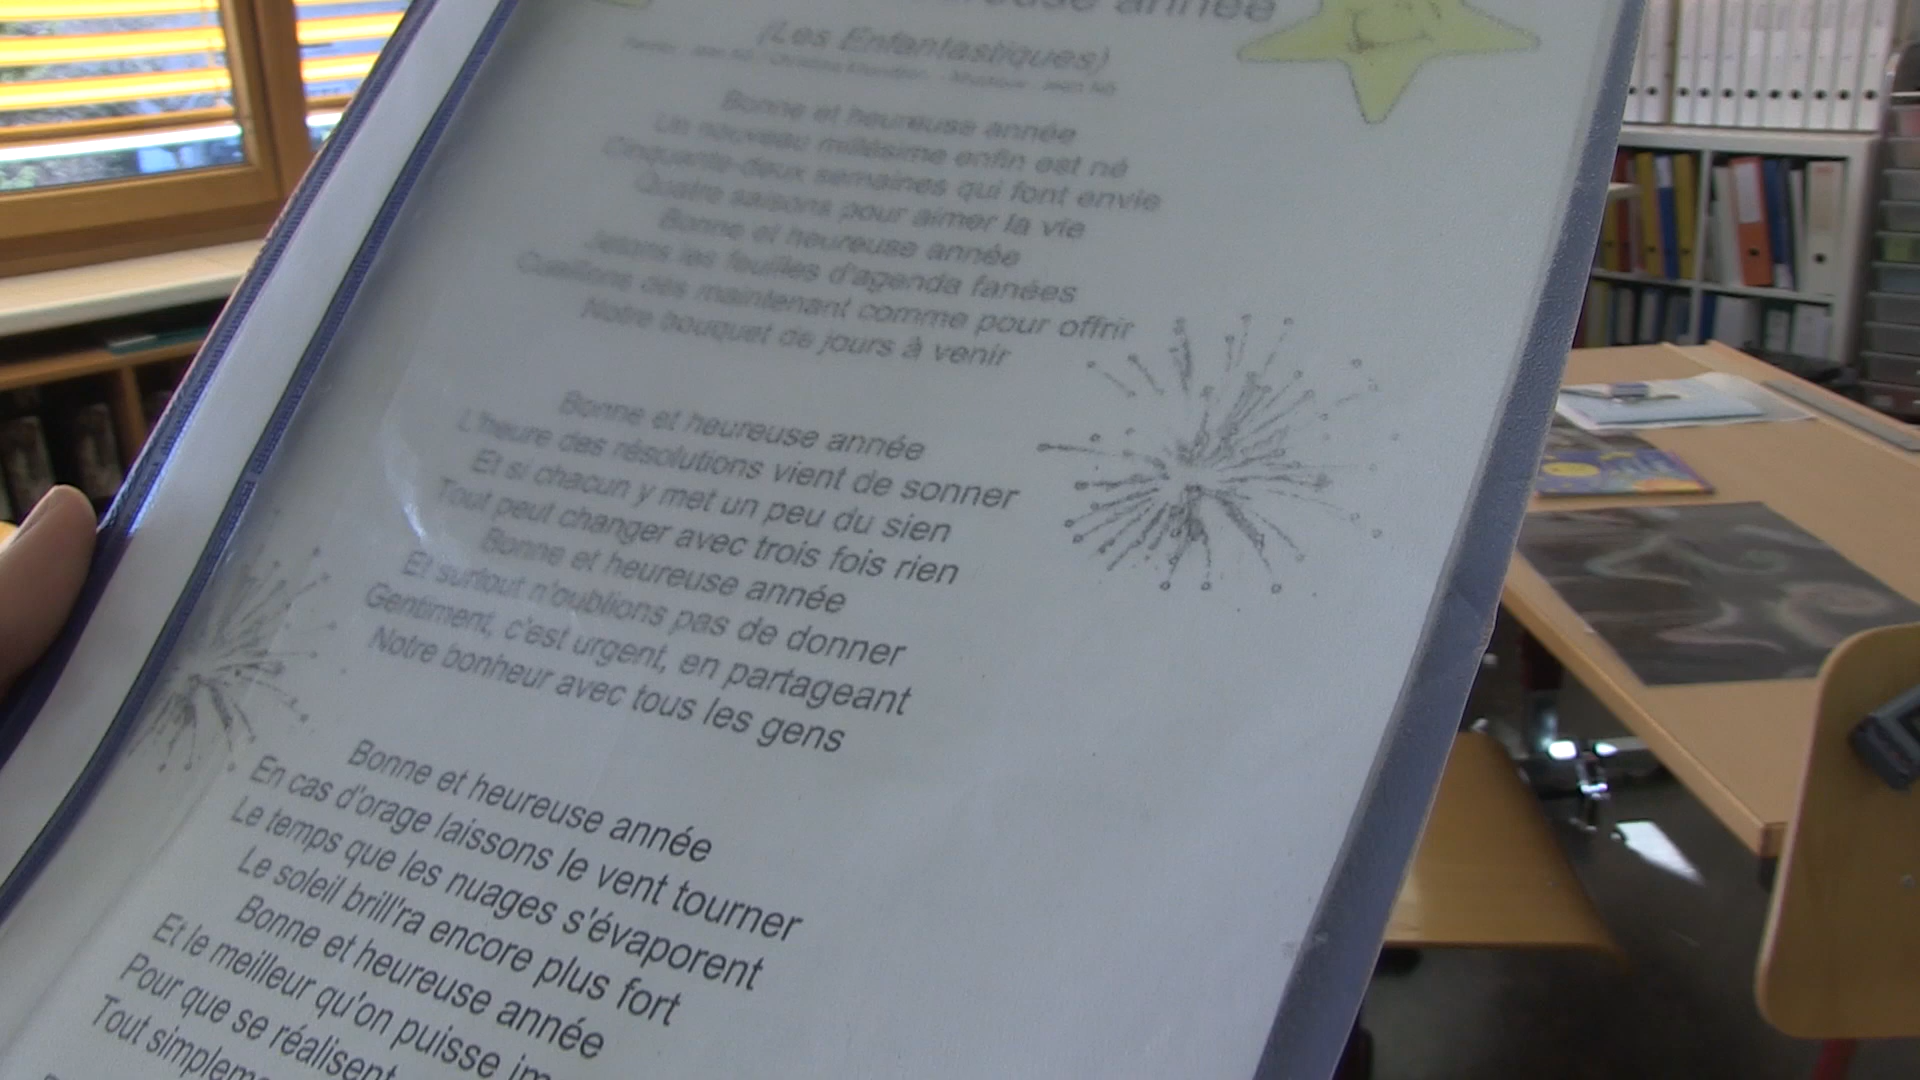 heureuse année
(Les Enfantastiques)
Bonne et heureuse année
Un nouveau millésime enfin est né
Cinquante-deux semaines qui font envie
Quatre saisons pour aimer la vie
Bonne et heureuse année
Jetons les feuilles d'agenda fanées
Cueillons dès maintenant comme pour offrir
Notre bouquet de jours à venir
Bonne et heureuse année
L'heure des résolutions vient de sonner
Et si chacun y met un peu du sien
Tout peut changer avec trois fois rien
Bonne et heureuse année
Et surtout n'oublions pas de donner
Gentiment, c'est urgent, en partageant
Notre bonheur avec tous les gens
Bonne et heureuse année
En cas d'orage laissons le vent tourner
Le temps que les nuages s'évaporent
Le soleil brill'ra encore plus fort
Bonne et heureuse année
Et le meilleur qu'on puisse
Pour que se réalisent
Tout